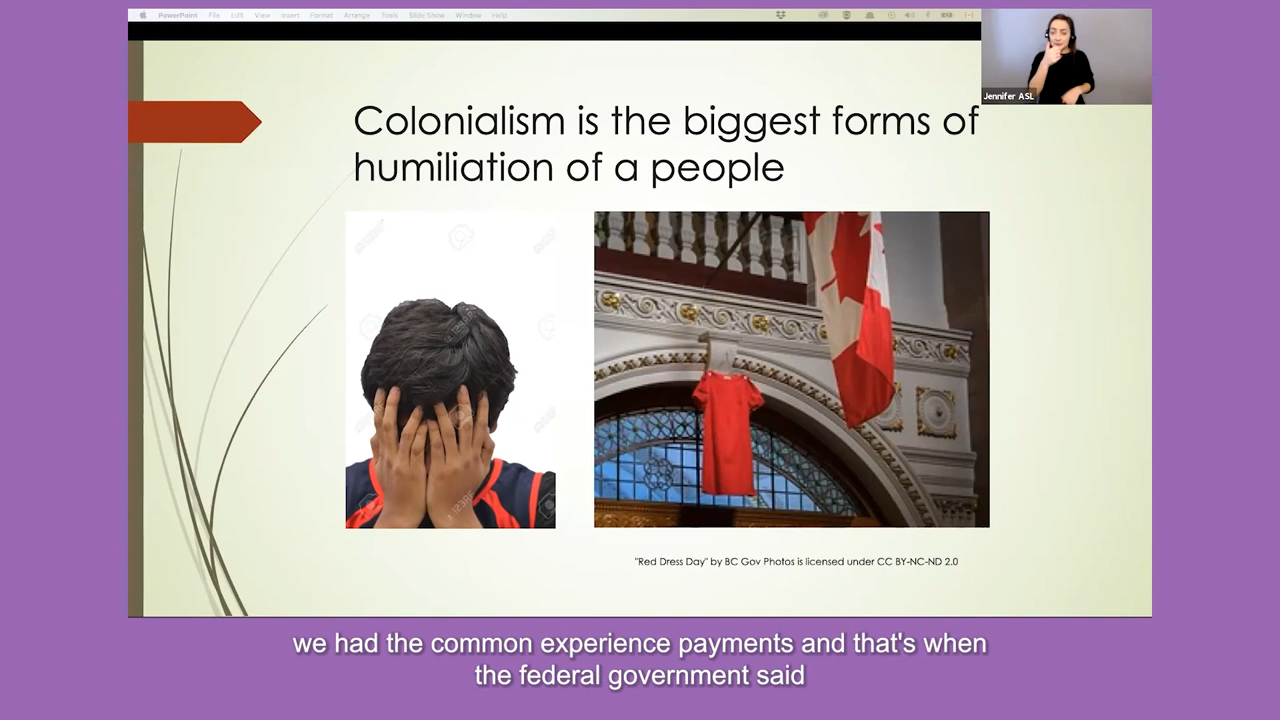 PowerPoint File Edit View Insert Format Arrange Tools Slide Show Window Help
Jennifer ASL
Colonialism is the biggest forms of
humiliation of a people
"Red Dress Day" by BC Gov Photos is licensed under CC BY-NC-ND 2.0
we had the common experience payments and that's when
the federal government said